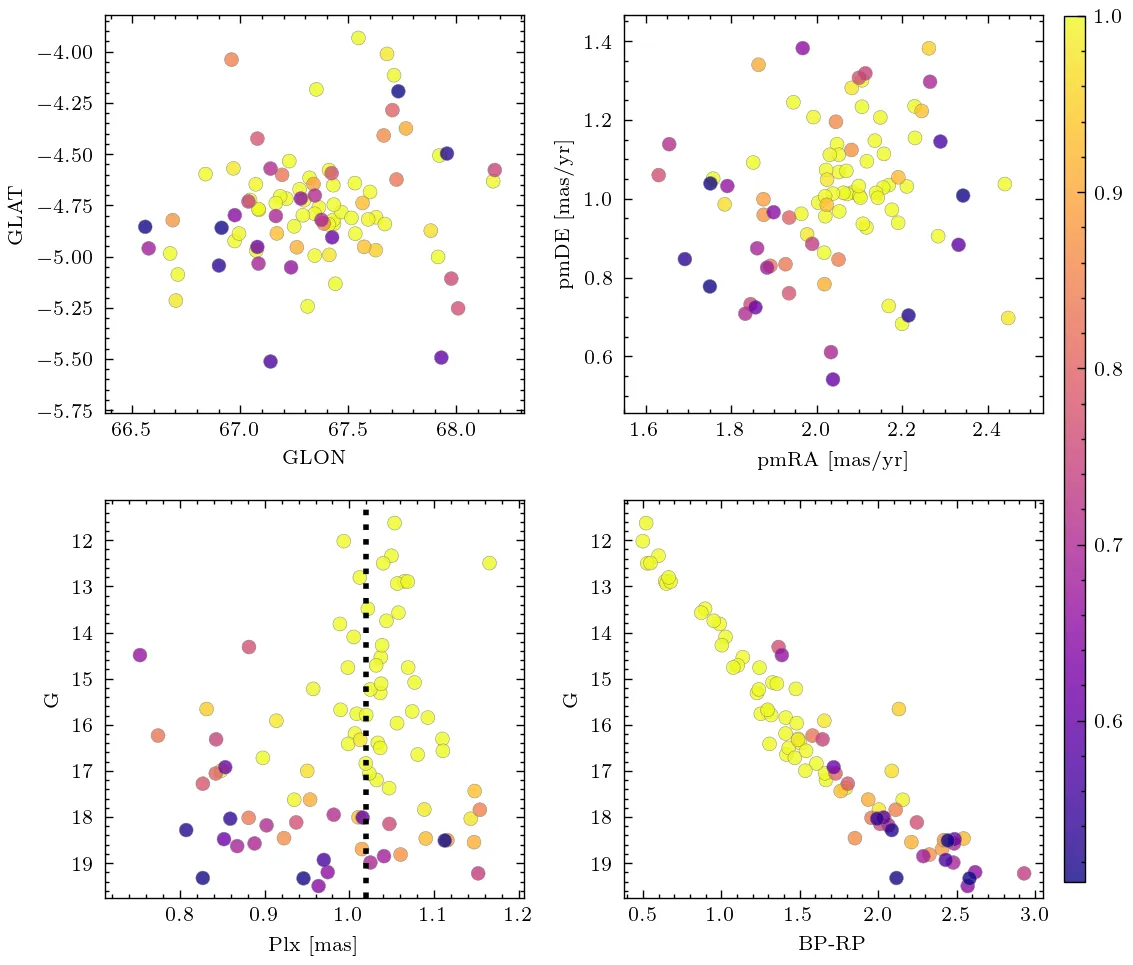 −4.00
−4.25
−4.50
−4.75
−5.00
−5.25
−5.50
−5.75
GLAT
66.5 67.0 67.5 68.0
GLON
1.4
1.2
1.0
0.8
0.6
pmDE [mas/yr]
1.6 1.8 2.0 2.2 2.4
pmRA [mas/yr]
12
13
14
15
16
17
18
19
G
0.8 0.9 1.0 1.1 1.2
Plx [mas]
12
13
14
15
16
17
18
19
G
0.5 1.0 1.5 2.0 2.5 3.0
BP-RP
1.0
0.9
0.8
0.7
0.6